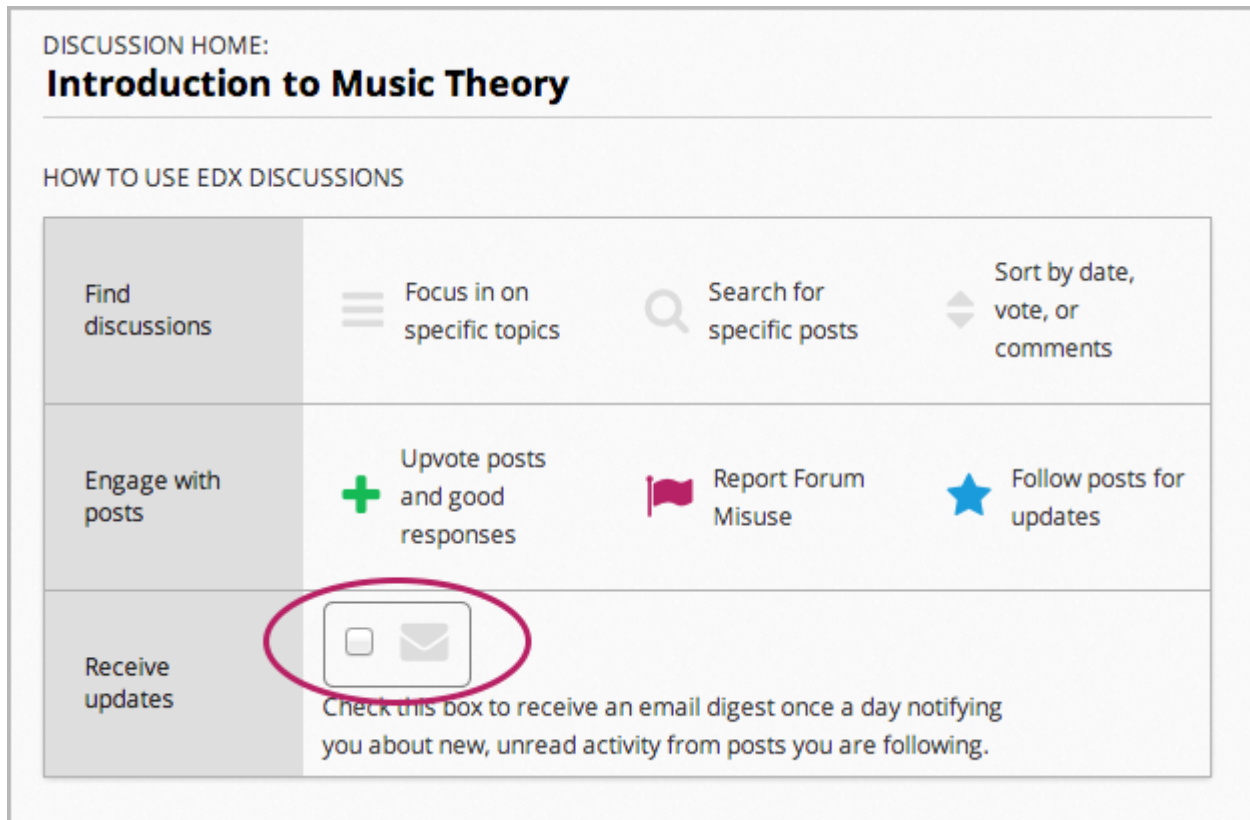 DISCUSSION HOME:
Introduction to Music Theory
HOW TO USE EDX DISCUSSIONS
Find
discussions
Focus in on
specific topics
Search for
specific posts
Sort by date,
vote, or
comments
Engage with
posts
Upvote posts
and good
responses
Report Forum
Misuse
Follow posts for
updates
Receive
updates
Check this box to receive an email digest once a day notifying
you about new, unread activity from posts you are following.